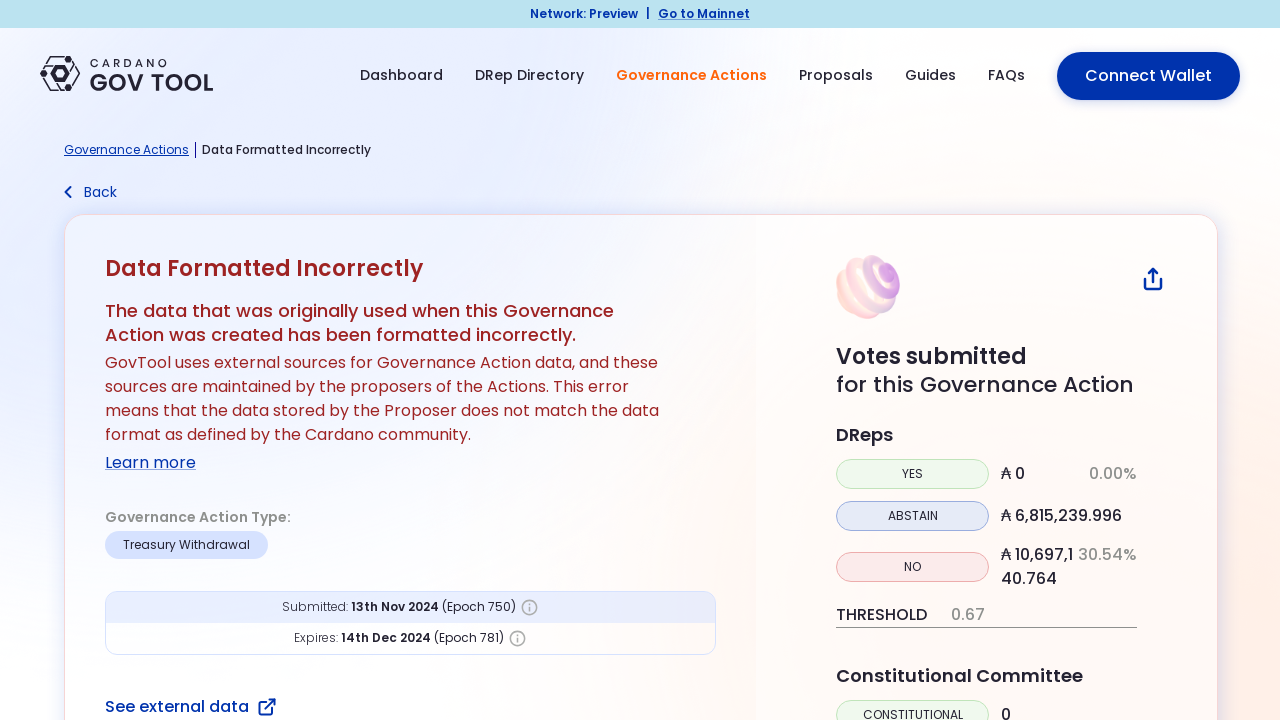 Network: Preview | Go to Mainnet
CARDANO
GOV TOOL
Dashboard DRep Directory Governance Actions Proposals Guides FAQs Connect Wallet
Governance Actions | Data Formatted Incorrectly
Back
Data Formatted Incorrectly
The data that was originally used when this Governance
Action was created has been formatted incorrectly.
GovTool uses external sources for Governance Action data, and these
sources are maintained by the proposers of the Actions. This error
means that the data stored by the Proposer does not match the data
format as defined by the Cardano community.
Learn more
Governance Action Type:
Treasury Withdrawal
Submitted: 13th Nov 2024 (Epoch 750)
Expires: 14th Dec 2024 (Epoch 781)
See external data
Votes submitted
for this Governance Action
DReps
YES ₳ 0 0.00%
ABSTAIN ₳ 6,815,239.996
NO ₳ 10,697,1 30.54%
40.764
THRESHOLD 0.67
Constitutional Committee
CONSTITUTIONAL 0